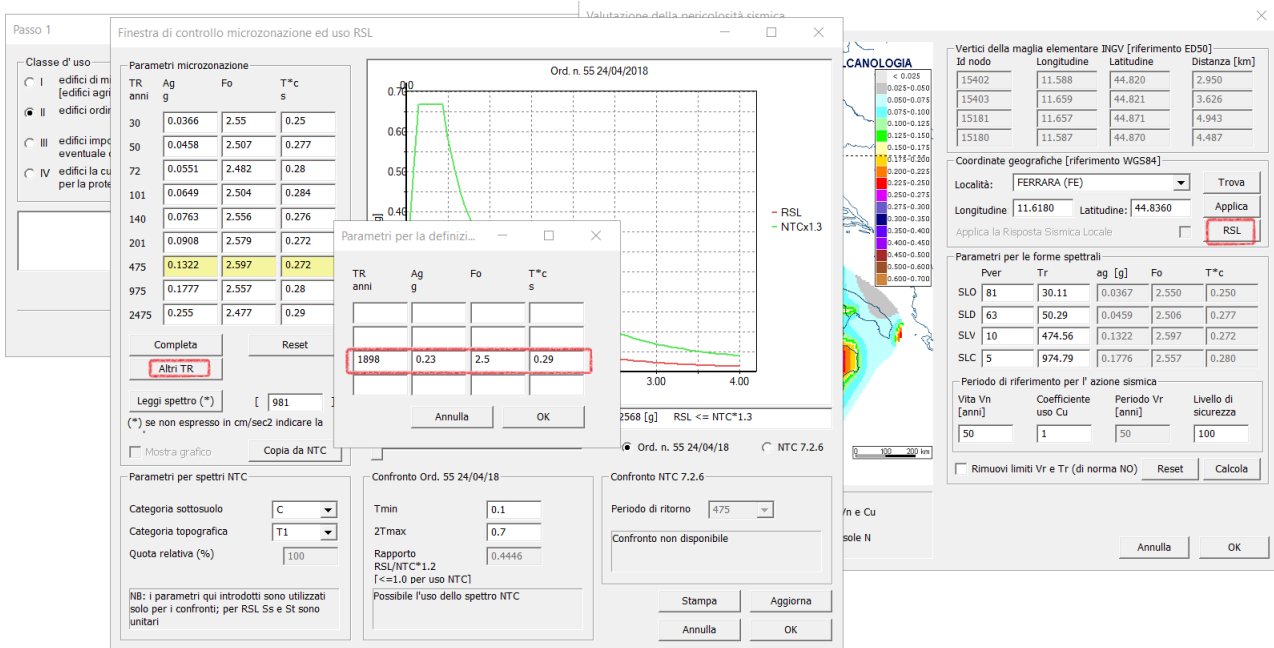 Passo 1
Classe d' uso
I edifici di mi
[edifici agri
II edifici ordir
III edifici impo
eventuale
IV edifici la cu
per la prote
Finestra di controllo microzonazione ed uso RSL
Parametri microzonazione
TR Ag Fo T*c
anni g s
30 0.0366 2.55 0.25
50 0.0458 2.507 0.277
72 0.0551 2.482 0.28
101 0.0649 2.504 0.284
140 0.0763 2.556 0.276
201 0.0908 2.579 0.272
475 0.1322 2.597 0.272
975 0.1777 2.557 0.28
2475 0.255 2.477 0.29
Completa Reset
Altri TR
Leggi spettro (*) [ 981 ]
(*) se non espresso in cm/sec2 indicare la
Mostra grafico Copia da NTC
Ord. n. 55 24/04/2018
0.0
0.70
0.60
0.50
0.40
[g]
RSL
NTCx1.3
3.00 4.00
2568 [g] RSL <= NTC*1.3
Ord. n. 55 24/04/18 NTC 7.2.6
Parametri per la definizi...
TR Ag Fo T*c
anni g s
1898 0.23 2.5 0.29
Annulla OK
Parametri per spettri NTC
Categoria sottosuolo C
Categoria topografica T1
Quota relativa (%) 100
NB: i parametri qui introdotti sono utilizzati
solo per i confronti; per RSL Ss e St sono
unitari
Confronto Ord. 55 24/04/18
Tmin 0.1
2Tmax 0.7
Rapporto
RSL/NTC*1.2 0.4446
[<=1.0 per uso NTC]
Possibile l'uso dello spettro NTC
Confronto NTC 7.2.6
Periodo di ritorno 475
Confronto non disponibile
Stampa Aggiorna
Annulla OK
Valutazione della pericolosità sismica
CANOLOGIA
< 0.025
0.025-0.050
0.050-0.075
0.075-0.100
0.100-0.125
0.125-0.150
0.150-0.175
0.175-0.200
0.200-0.225
0.225-0.250
0.250-0.275
0.275-0.300
0.300-0.350
0.350-0.400
0.400-0.450
0.450-0.500
0.500-0.600
0.600-0.700
0 100 200 km
/n e Cu
sole N
Vertici della maglia elementare INGV [riferimento ED50]
Id nodo Longitudine Latitudine Distanza [km]
15402 11.588 44.820 2.950
15403 11.659 44.821 3.626
15181 11.657 44.871 4.943
15180 11.587 44.870 4.487
Coordinate geografiche [riferimento WGS84]
Località: FERRARA (FE) Trova
Longitudine 11.6180 Latitudine: 44.8360 Applica
Applica la Risposta Sismica Locale RSL
Parametri per le forme spettrali
Pver Tr ag [g] Fo T*c
SLO 81 30.11 0.0367 2.550 0.250
SLD 63 50.29 0.0459 2.506 0.277
SLV 10 474.56 0.1322 2.597 0.272
SLC 5 974.79 0.1776 2.557 0.280
Periodo di riferimento per l' azione sismica
Vita Vn Coefficiente Periodo Vr Livello di
[anni] uso Cu [anni] sicurezza
50 1 50 100
Rimuovi limiti Vr e Tr (di norma NO) Reset Calcola
Annulla OK